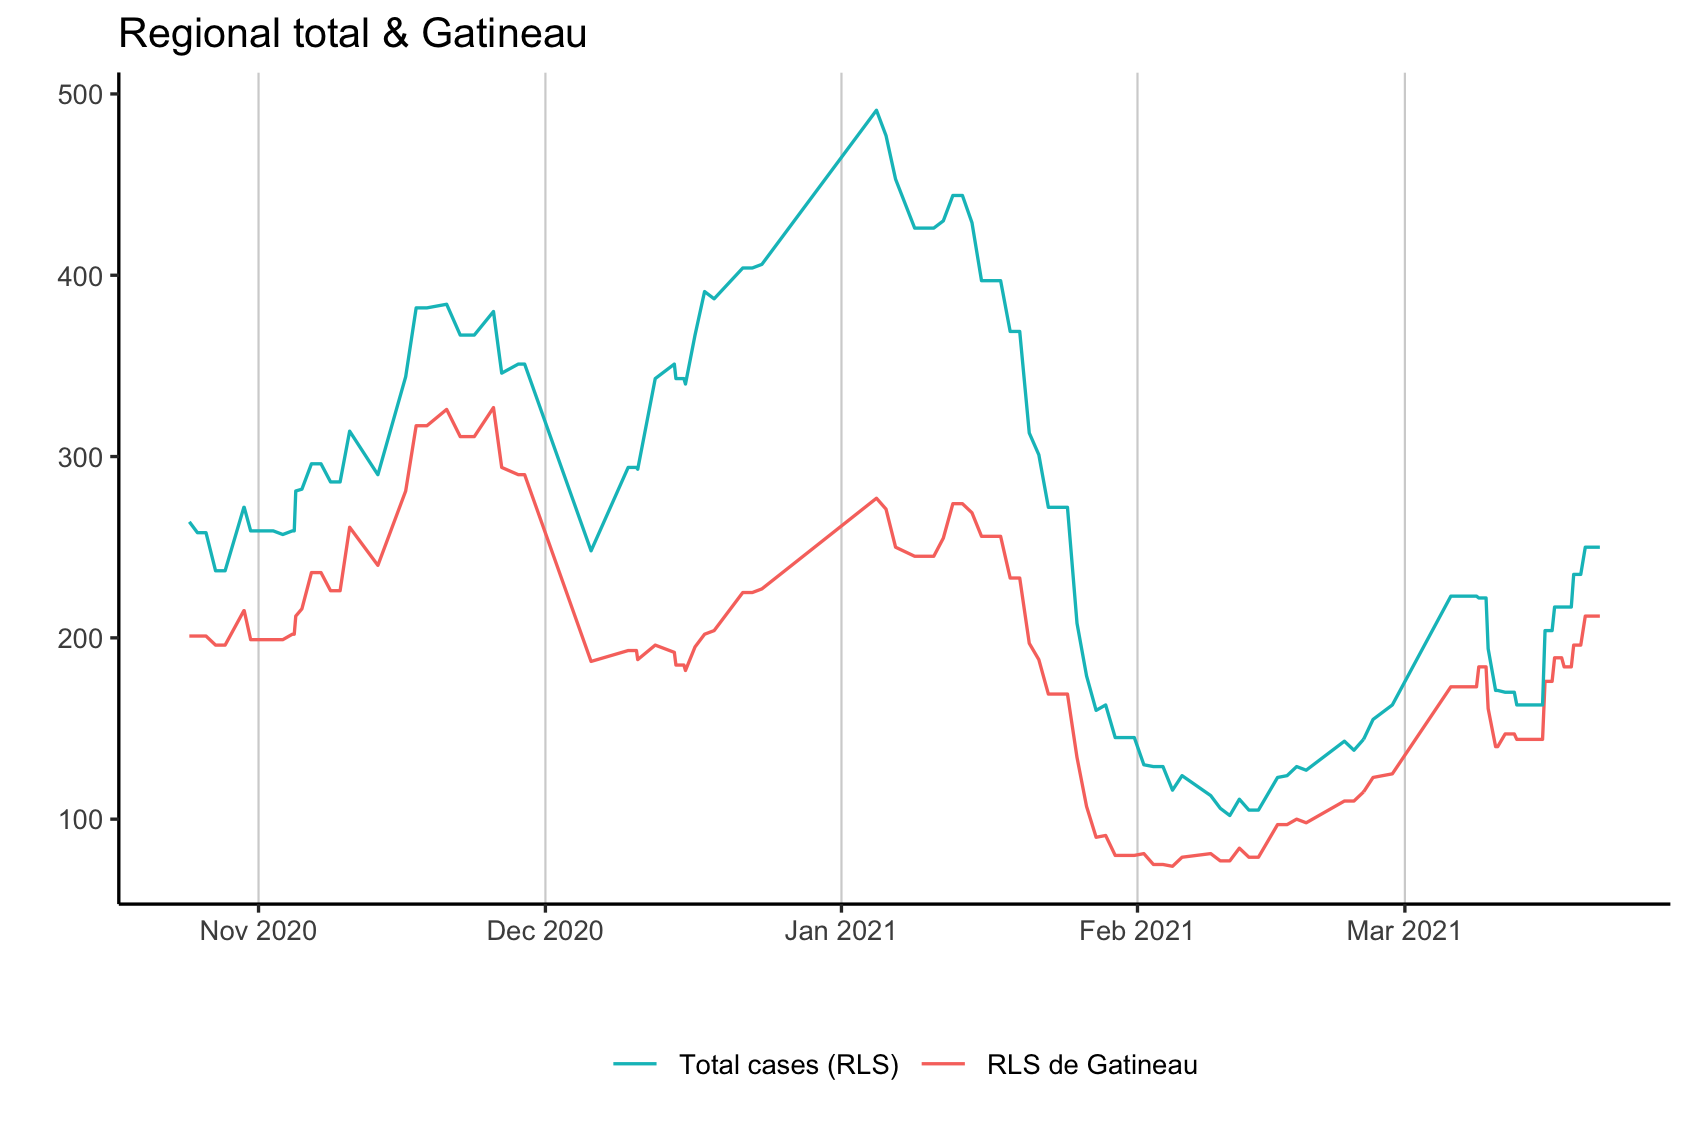 Regional total & Gatineau
500
400
300
200
100
Nov 2020 Dec 2020 Jan 2021 Feb 2021 Mar 2021
Total cases (RLS) RLS de Gatineau